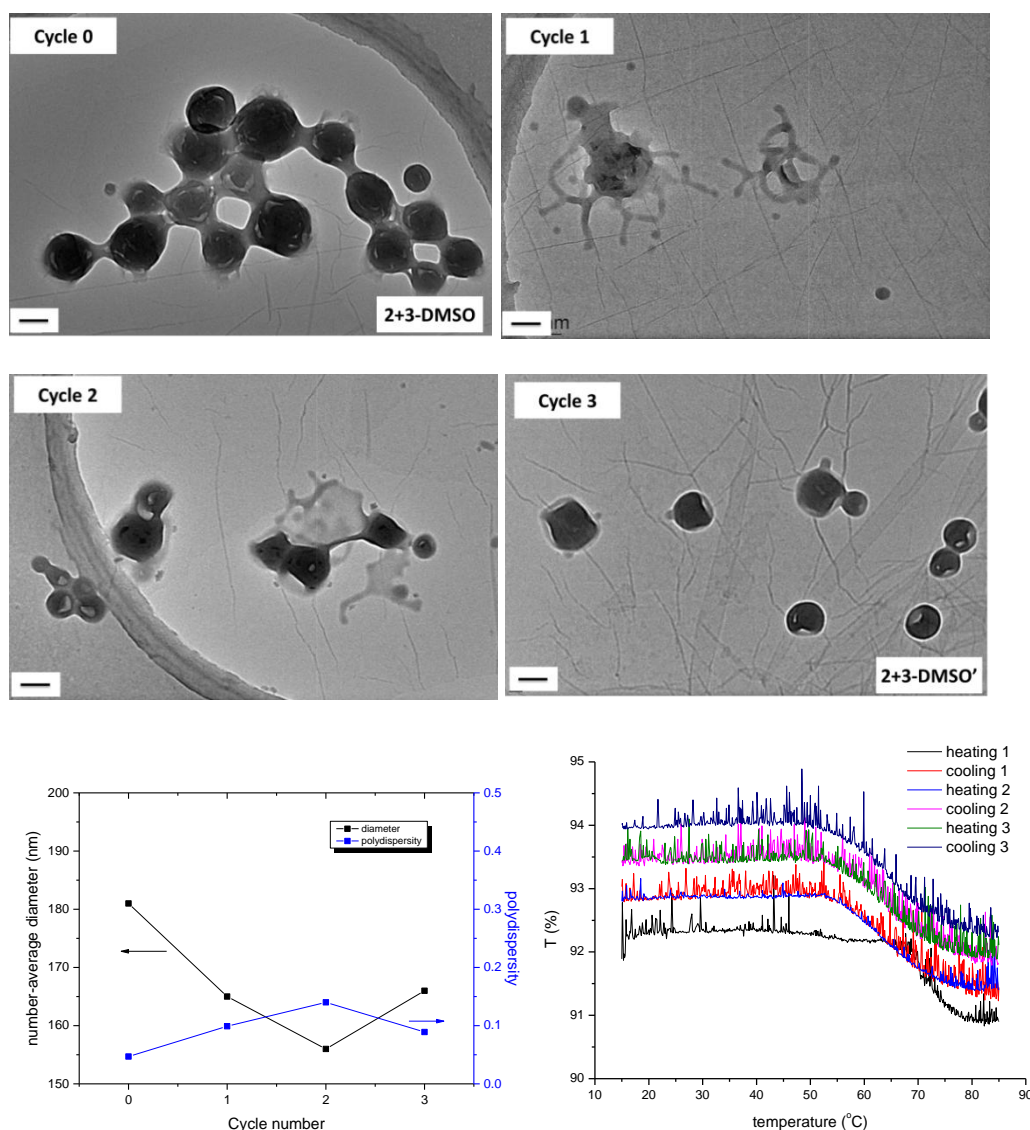 Cycle 0
2+3-DMSO
Cycle 1
m
Cycle 2
Cycle 3
2+3-DMSO’
200
190
180
170
160
150
0
1
2
3
0.0
0.1
0.2
0.3
0.4
0.5
number-average diameter (nm)
Cycle number
polydispersity
diameter
polydispersity
heating 1
cooling 1
heating 2
cooling 2
heating 3
cooling 3
95
94
93
92
91
90
10
20
30
40
50
60
70
80
90
T (%)
temperature (°C)